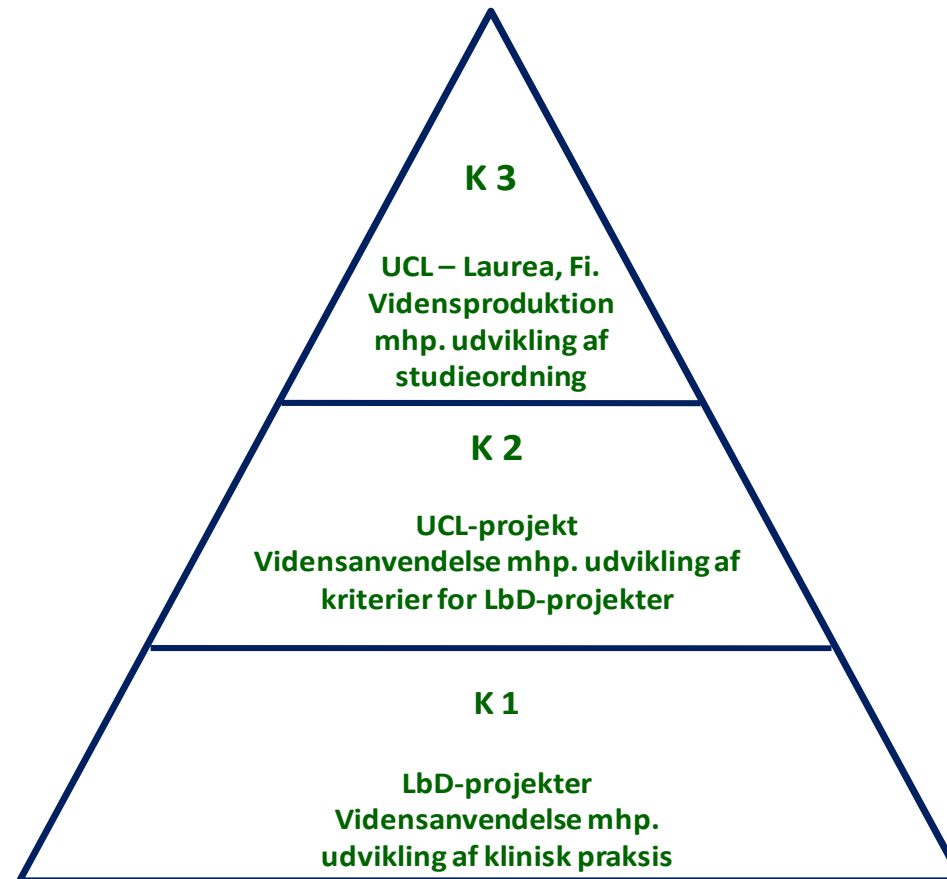 K 3
UCL – Laurea, Fi.
Vidensproduktion
mhp. udvikling af
studieordning
K 2
UCL-projekt
Vidensanvendelse mhp. udvikling af
kriterier for LbD-projekter
K 1
LbD-projekter
Vidensanvendelse mhp.
udvikling af klinisk praksis